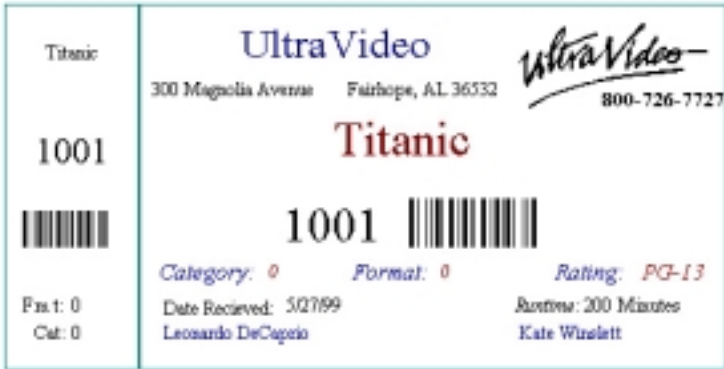 Titanic
1001
Fmt: 0
Cat: 0
UltraVideo
300 Magnolia Avenue Fairhope, AL 36532
UltraVideo
800-726-7727
Titanic
1001
Category: 0 Format: 0 Rating: PG-13
Date Recieved: 5/27/99 Runtime: 200 Minutes
Leonardo DeCaprio Kate Winslett